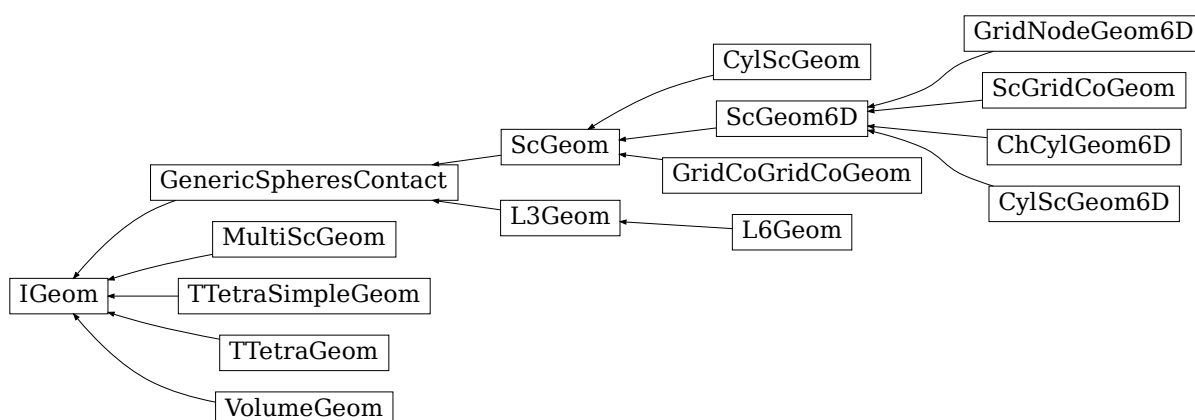 GridNodeGeom6D
CylScGeom
ScGridCoGeom
ScGeom6D
ScGeom
ChCylGeom6D
GenericSpheresContact
GridCoGridCoGeom
CylScGeom6D
L3Geom
L6Geom
MultiScGeom
IGeom
TTetraSimpleGeom
TTetraGeom
VolumeGeom